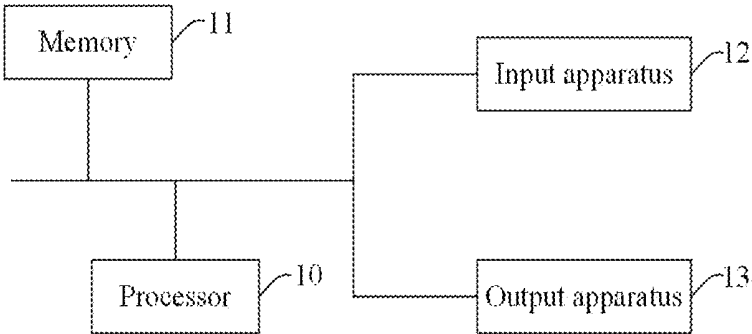 Memory
11
Input apparatus
12
Processor
10
Output apparatus
13